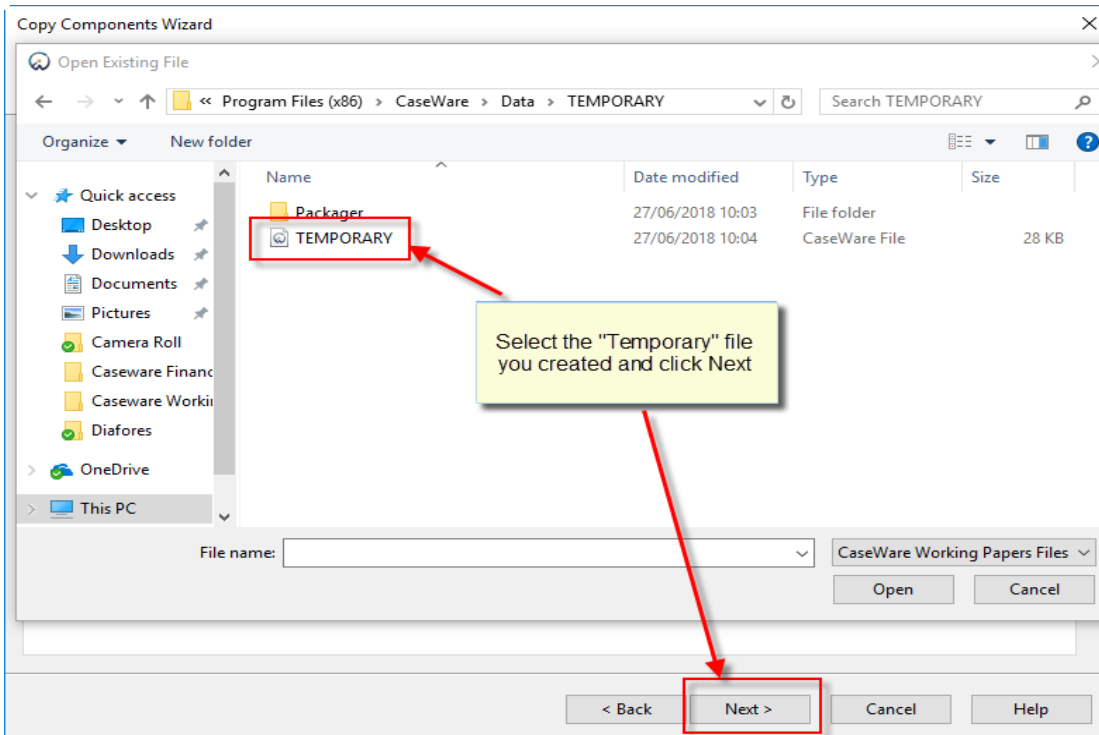 Copy Components Wizard
Open Existing File
« Program Files (x86) > CaseWare > Data > TEMPORARY
Search TEMPORARY
Organize
New folder
Name
Date modified
Type
Size
Quick access
Desktop
Downloads
Documents
Pictures
Camera Roll
Caseware Financ
Caseware Workin
Diafores
OneDrive
This PC
Packager 27/06/2018 10:03 File folder
TEMPORARY 27/06/2018 10:04 CaseWare File 28 KB
Select the "Temporary" file
you created and click Next
File name:
CaseWare Working Papers Files
Open
Cancel
< Back
Next >
Cancel
Help